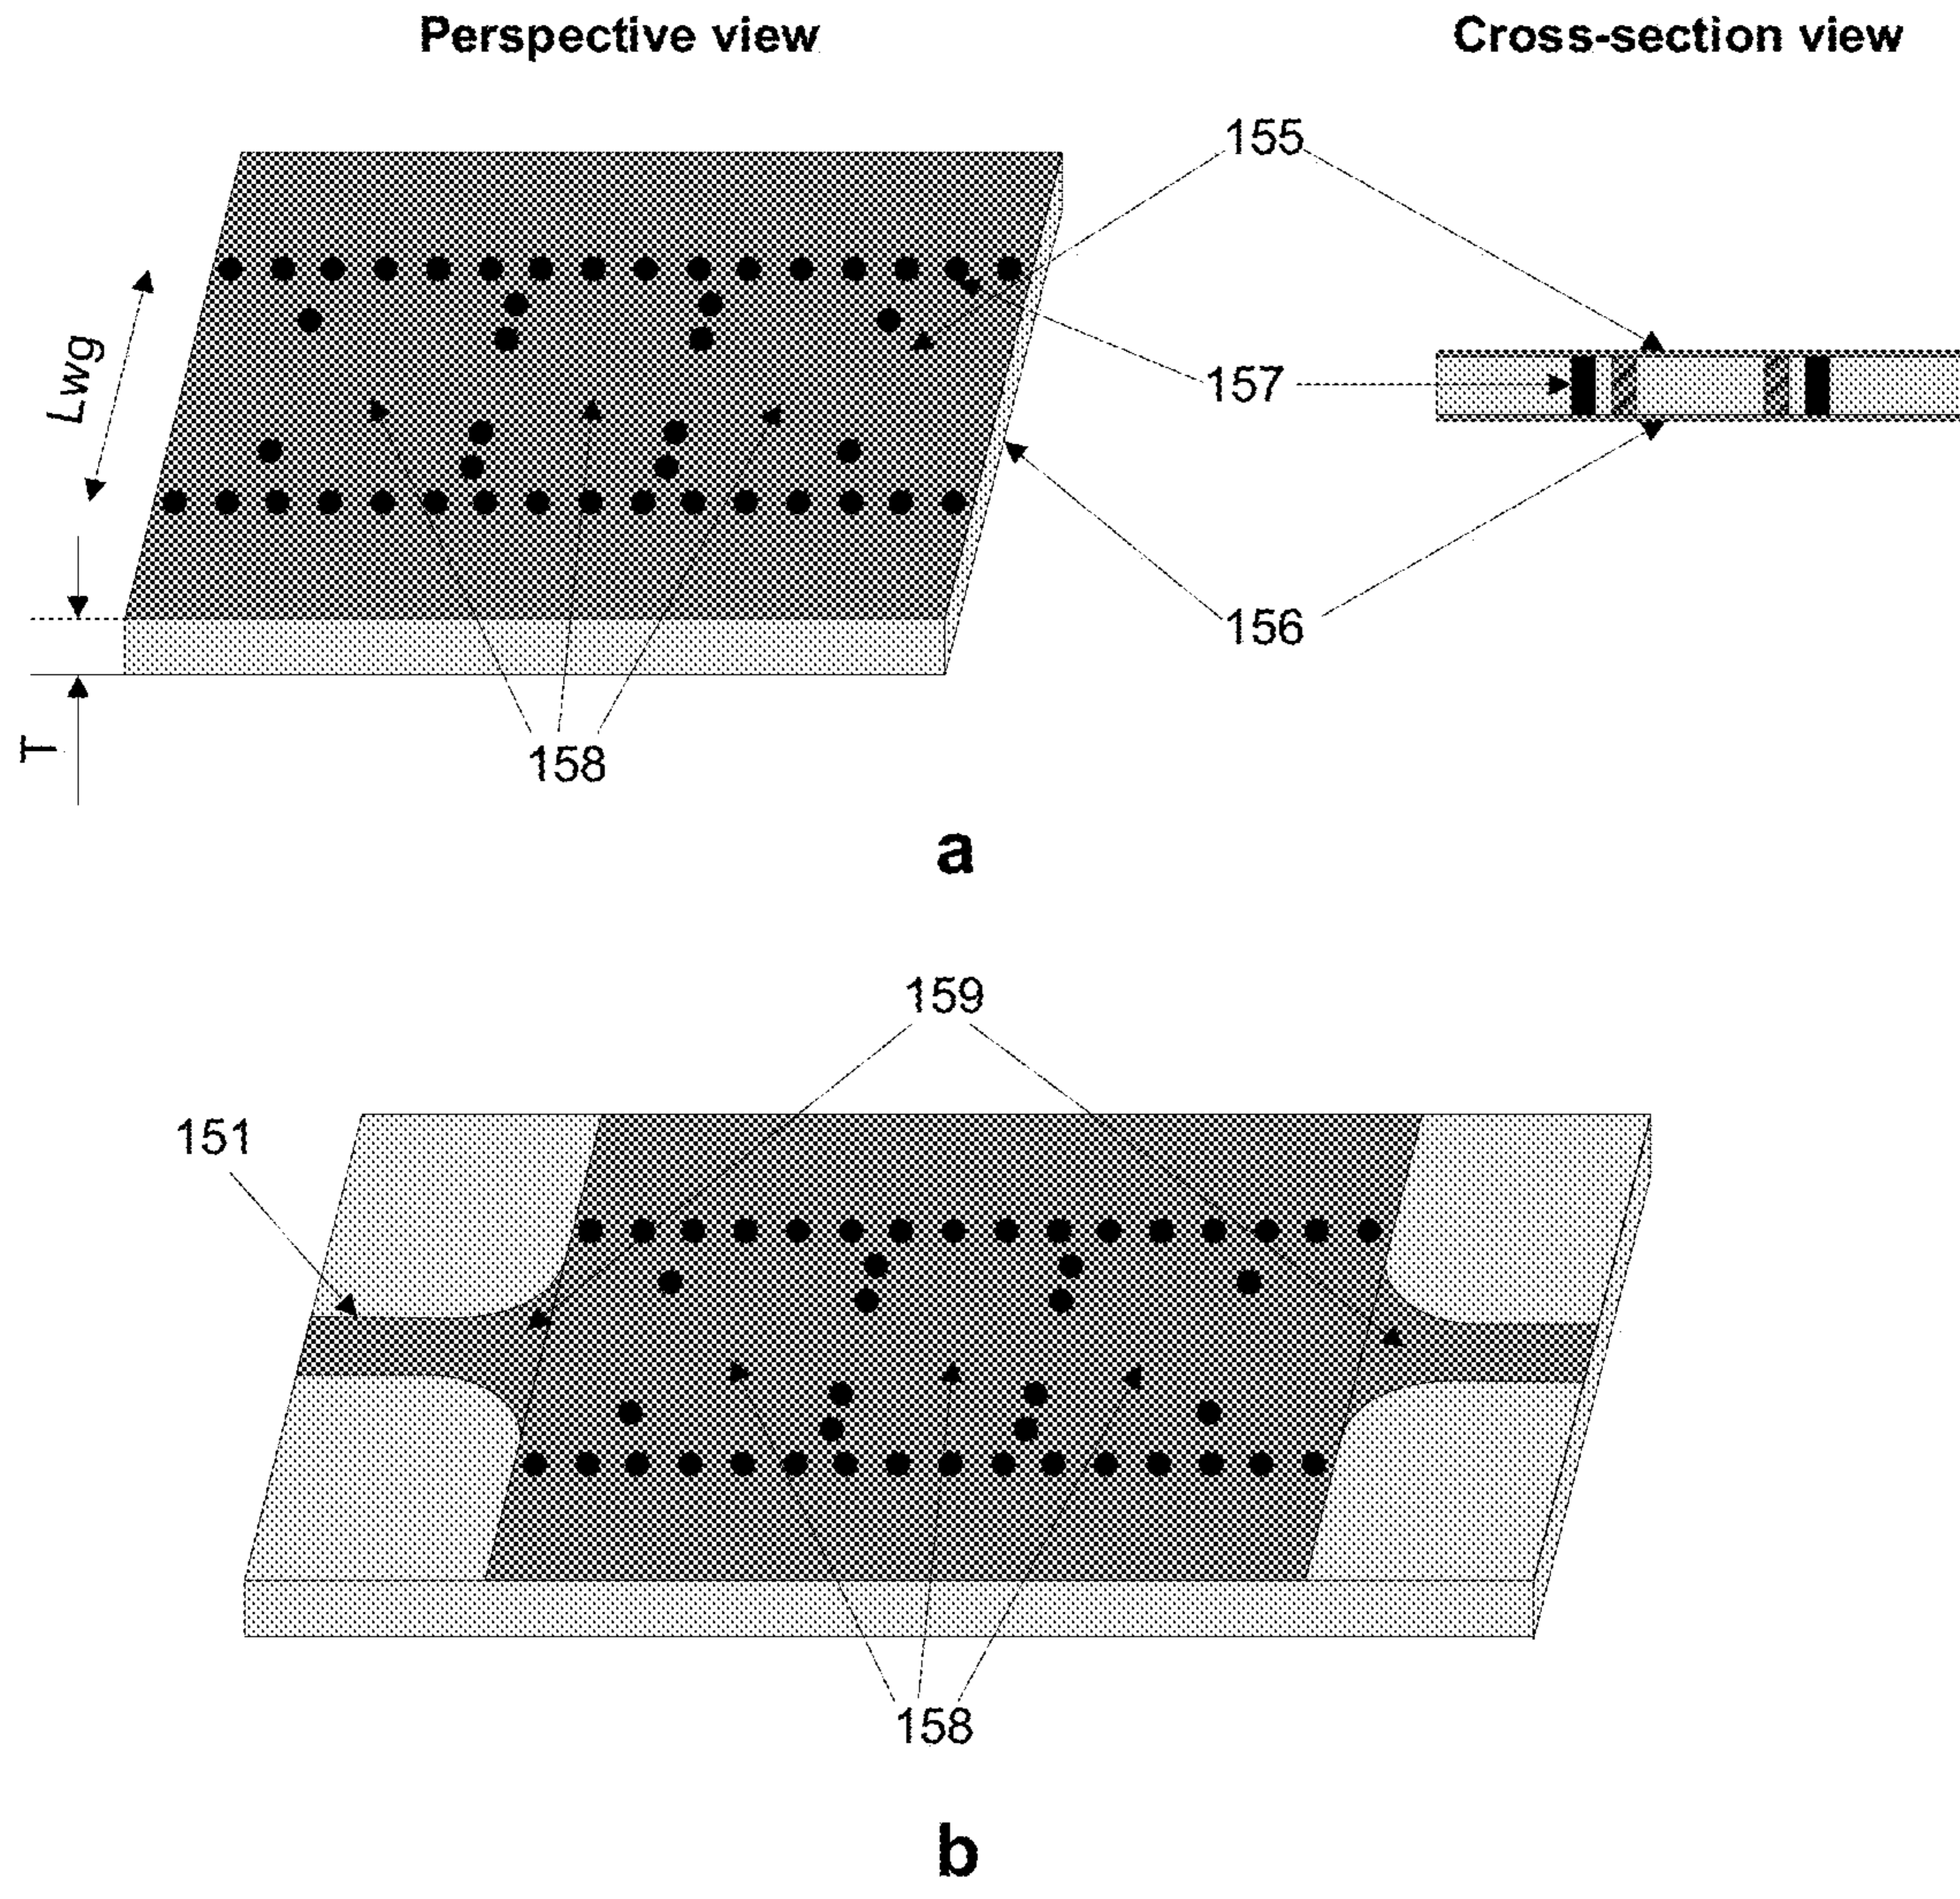 Perspective view
Cross-section view
155
Lwg
157
156
T
158
a
159
151
158
b